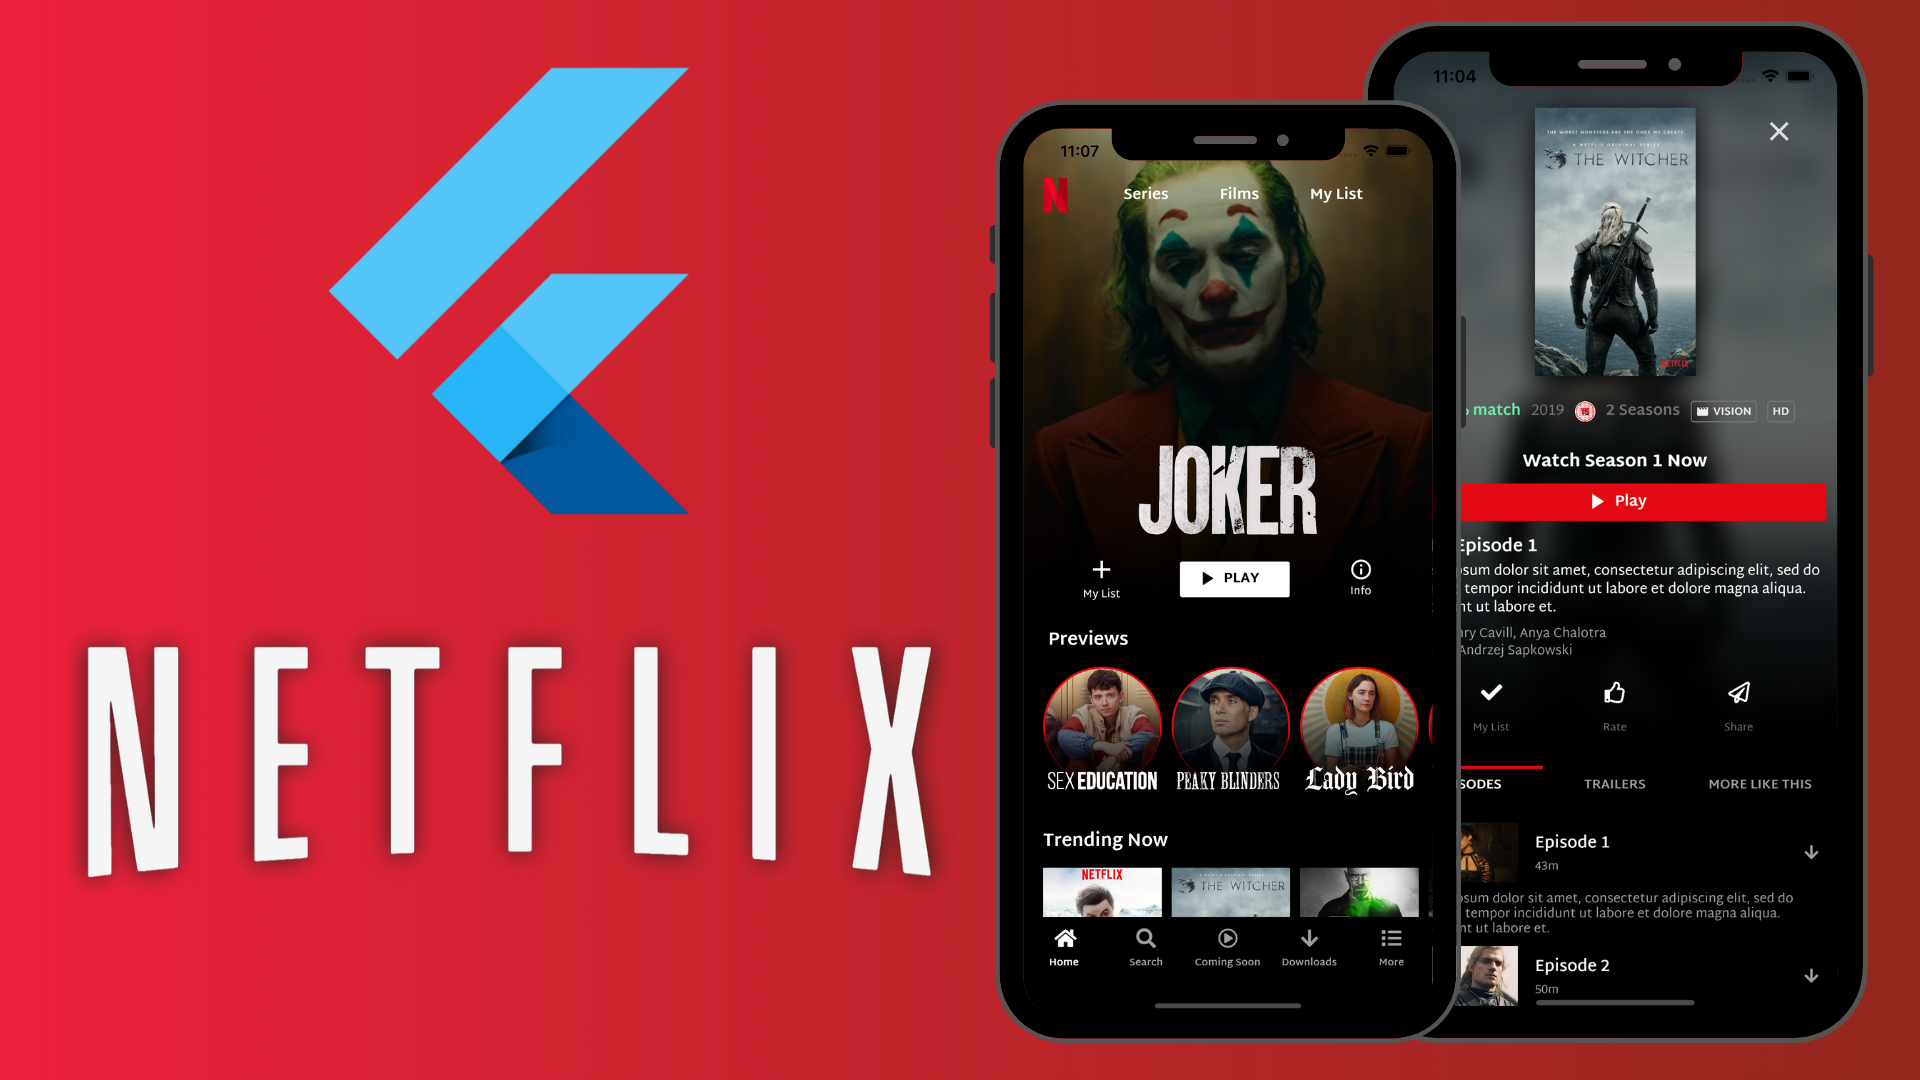 NETFLIX
11:07
N
Series Films My List
JOKER
My List
PLAY
Info
Previews
SEX EDUCATION
PEAKY BLINDERS
Lady Bird
Trending Now
NETFLIX
A NETFLIX ORIGINAL SERIES
THE WITCHER
Home Search Coming Soon Downloads More
11:04
THE WORST MONSTERS ARE THE ONES WE CREATE.
A NETFLIX ORIGINAL SERIES
THE WITCHER
NETFLIX
match 2019 15 2 Seasons VISION HD
Watch Season 1 Now
Play
Episode 1
sum dolor sit amet, consectetur adipiscing elit, sed do
tempor incididunt ut labore et dolore magna aliqua.
nt ut labore et.
ry Cavill, Anya Chalotra
Andrzej Sapkowski
My List Rate Share
SODES TRAILERS MORE LIKE THIS
Episode 1
43m
sum dolor sit amet, consectetur adipiscing elit, sed do
tempor incididunt ut labore et dolore magna aliqua.
nt ut labore et.
Episode 2
50m